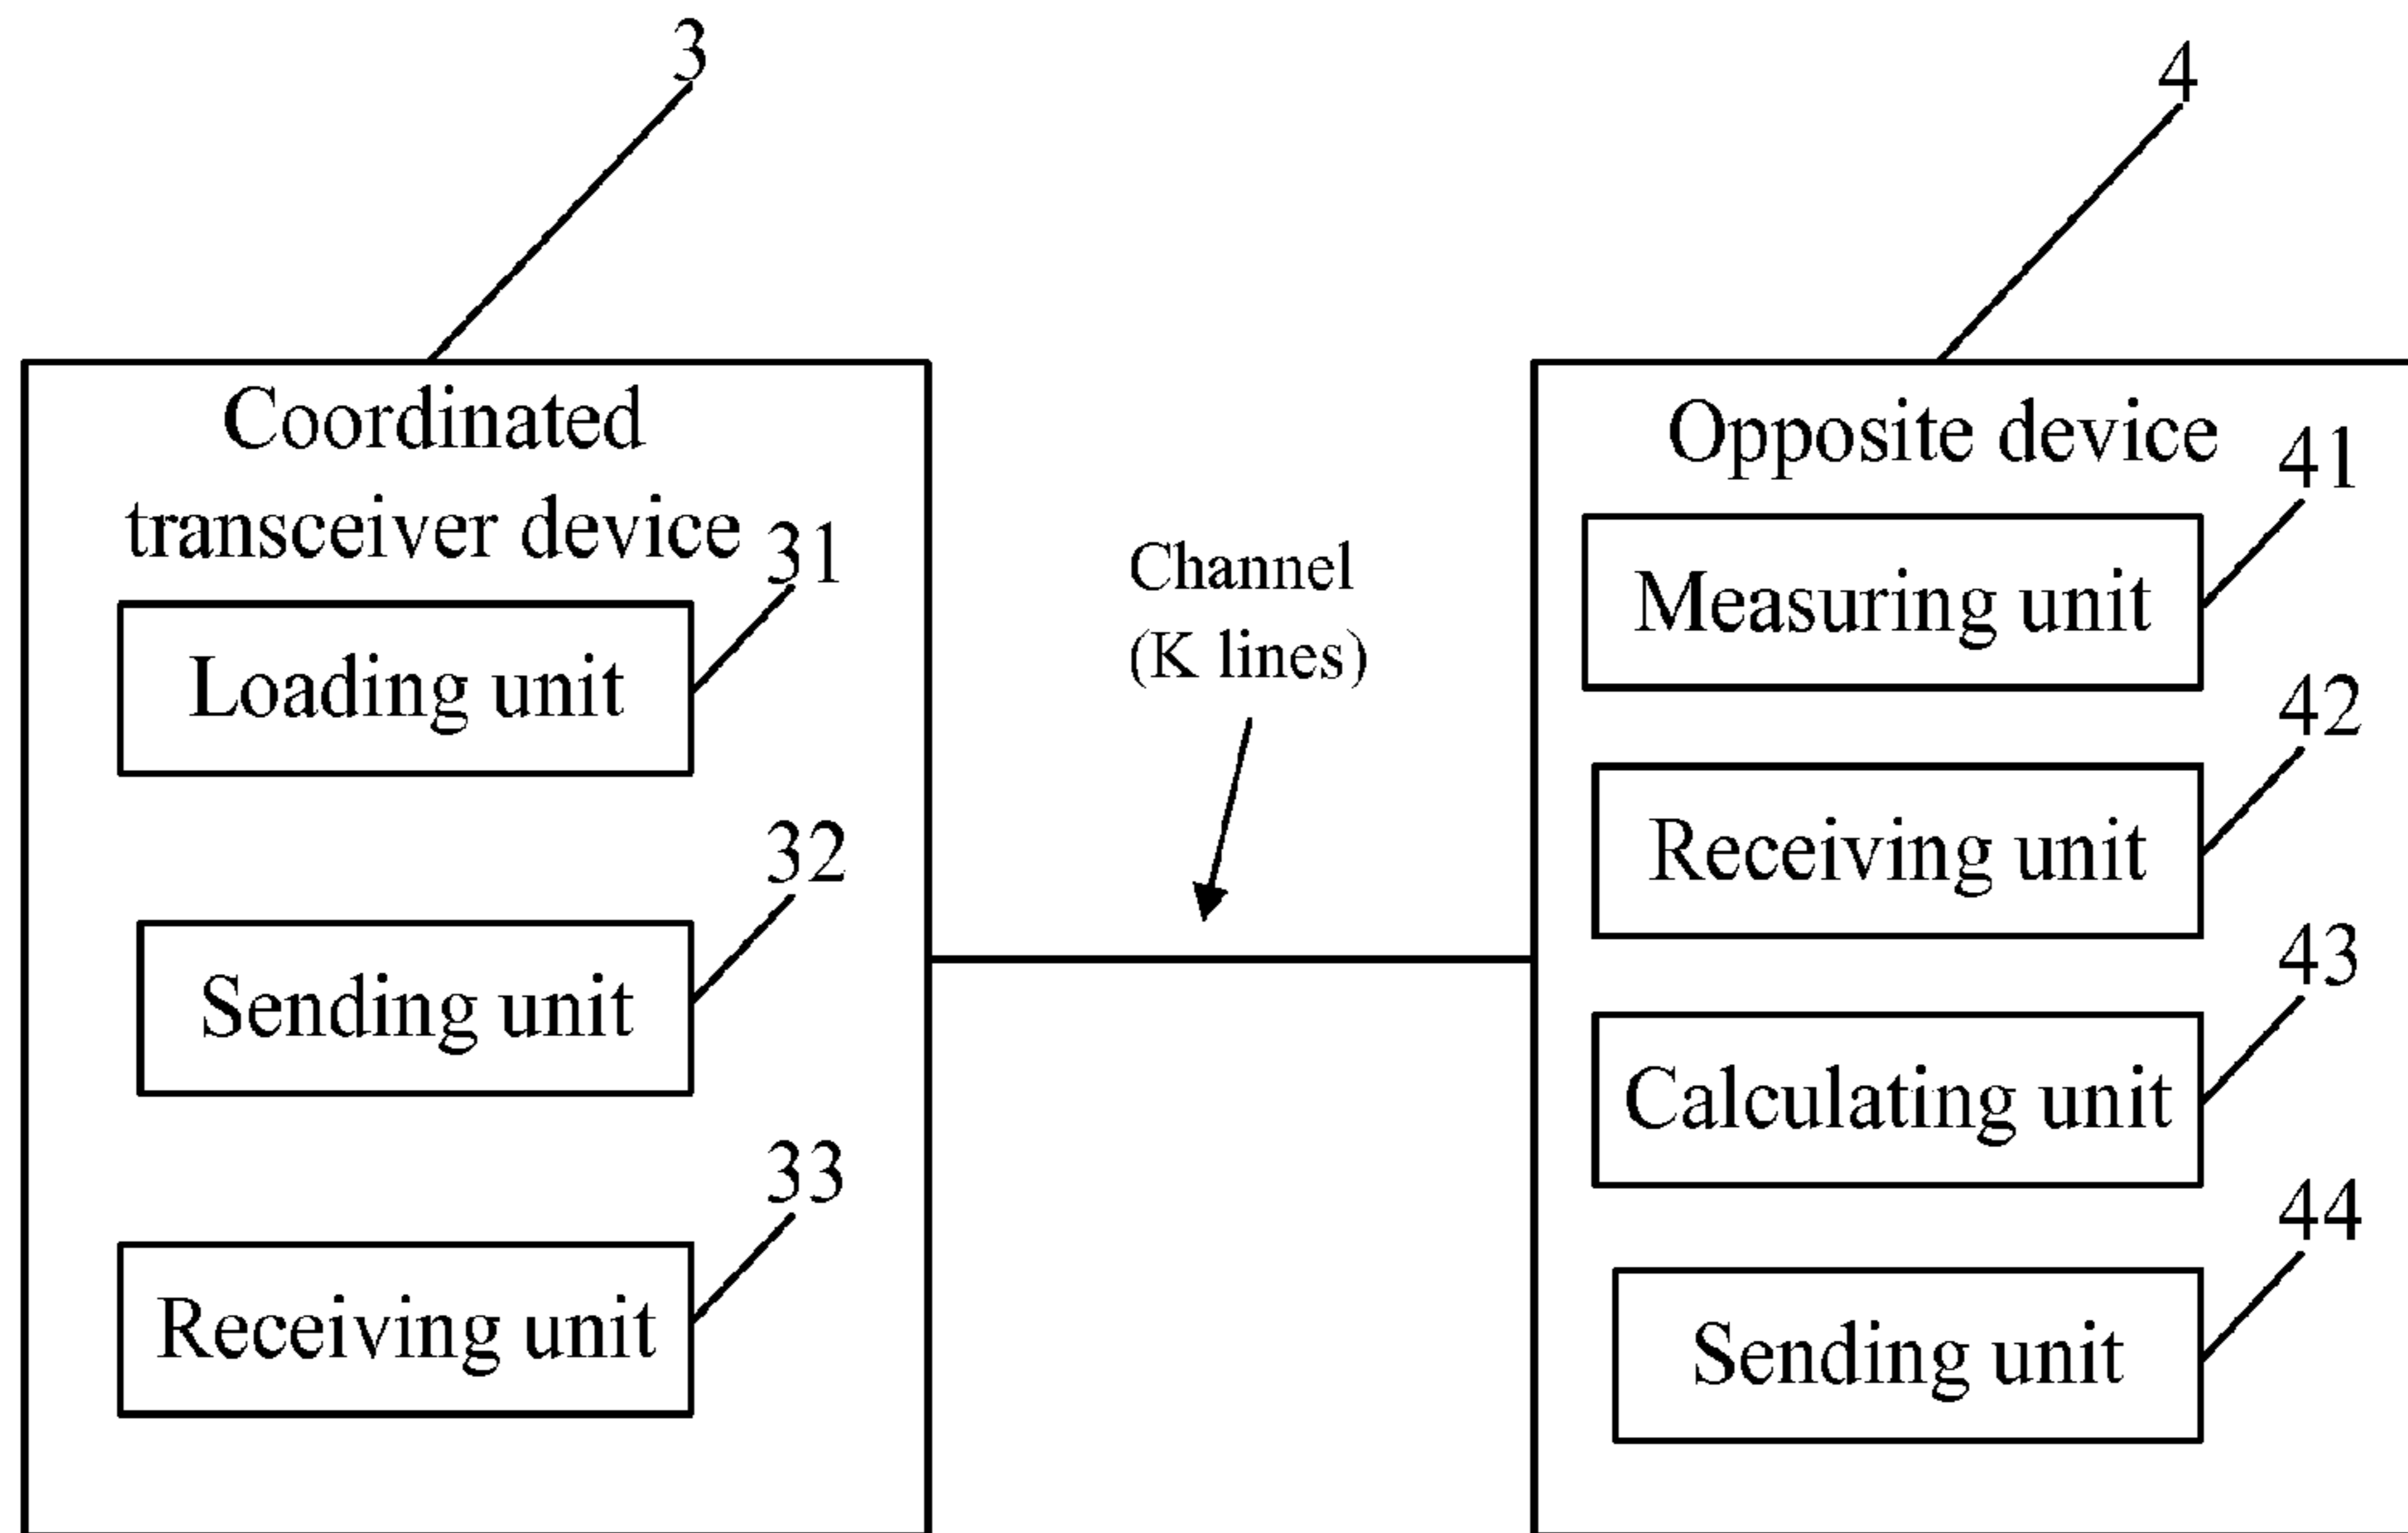 3
4
Coordinated
transceiver device
31
Loading unit
32
Sending unit
33
Receiving unit
Channel
(K lines)
Opposite device
41
Measuring unit
42
Receiving unit
43
Calculating unit
44
Sending unit